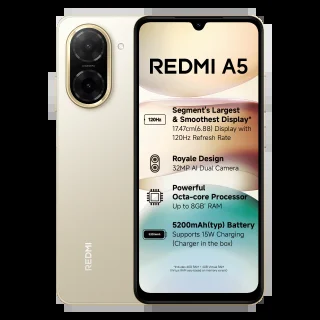 REDMI A5
Segment's Largest
& Smoothest Display*
120Hz
17.47cm(6.88) Display with
120Hz Refresh Rate
Royale Design
32MP AI Dual Camera
Powerful
Octa-core Processor
Up to 8GB* RAM
5200mAh(typ) Battery
Supports 15W Charging
(Charger in the box)
REDMI